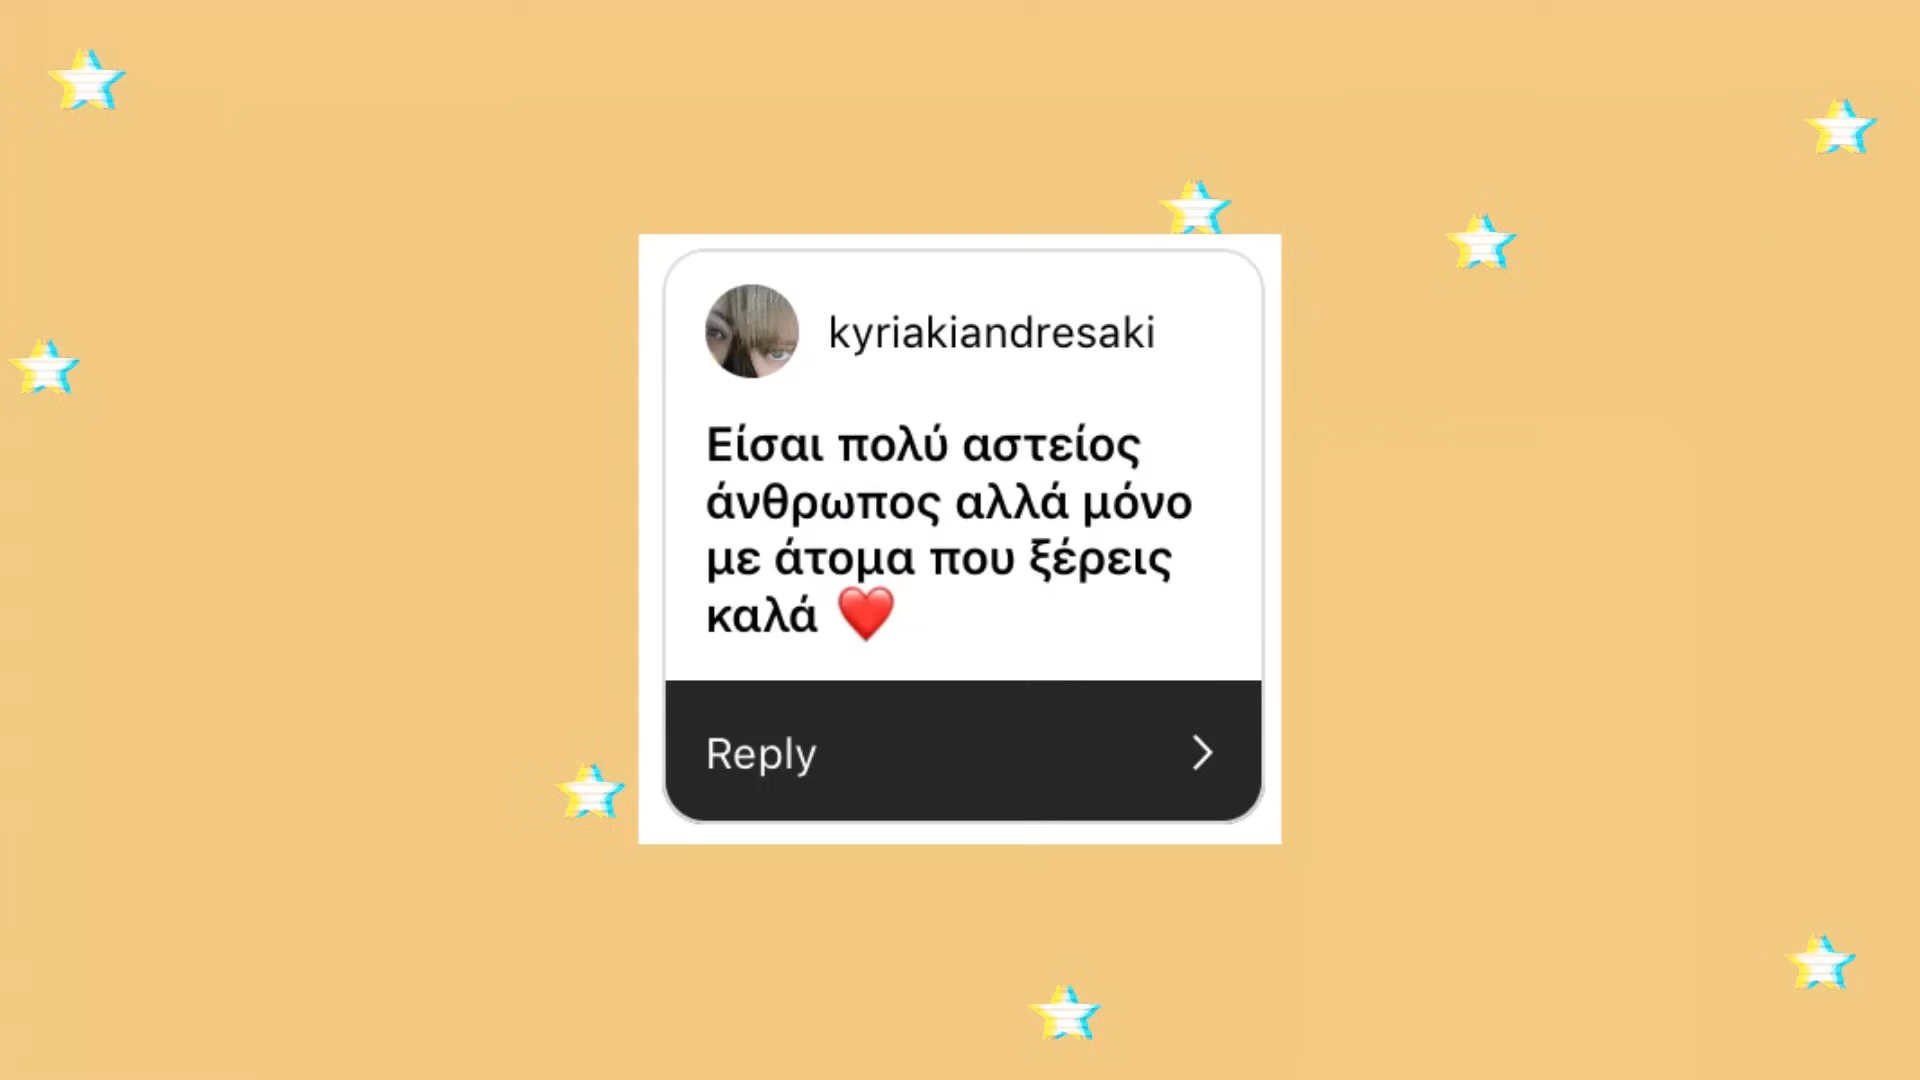 kyriakiandresaki
Είσαι πολύ αστείος
άνθρωπος αλλά μόνο
με άτομα που ξέρεις
καλά ❤️
Reply